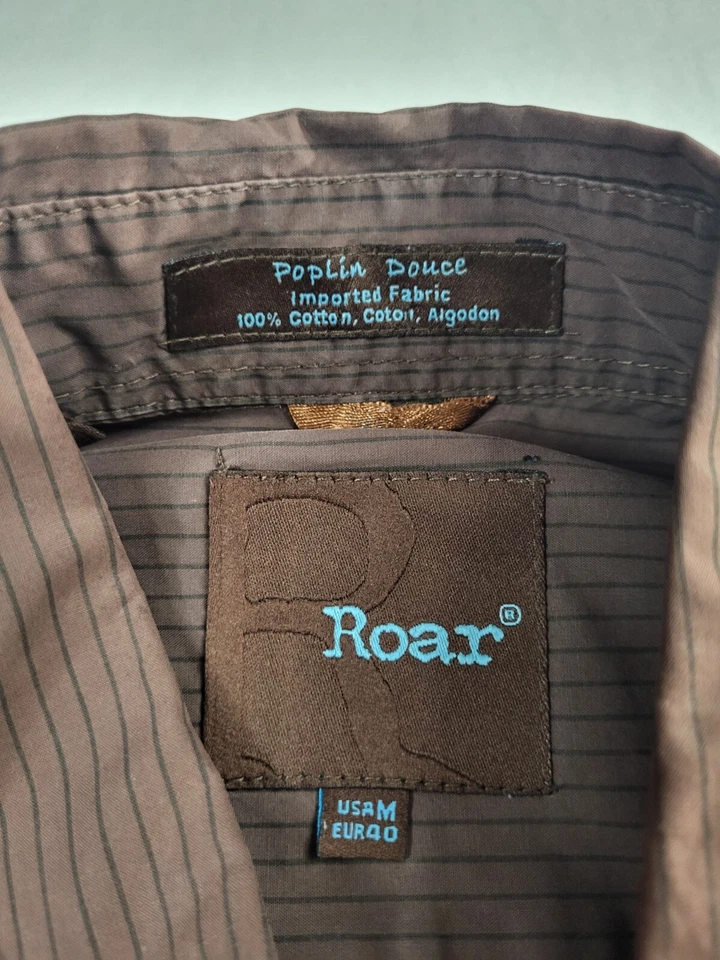 Poplin Douce
Imported Fabric
100% Cotton, Coton, Algodon
Roar®
USA M
EUR 40